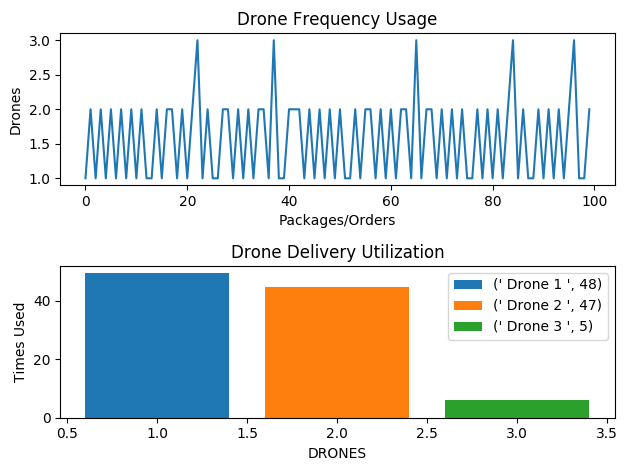 Drone Frequency Usage
3.0
2.5
2.0
1.5
1.0
Drones
0 20 40 60 80 100
Packages/Orders
Drone Delivery Utilization
(' Drone 1 ', 48)
(' Drone 2 ', 47)
(' Drone 3 ', 5)
40
20
0
Times Used
0.5 1.0 1.5 2.0 2.5 3.0 3.5
DRONES